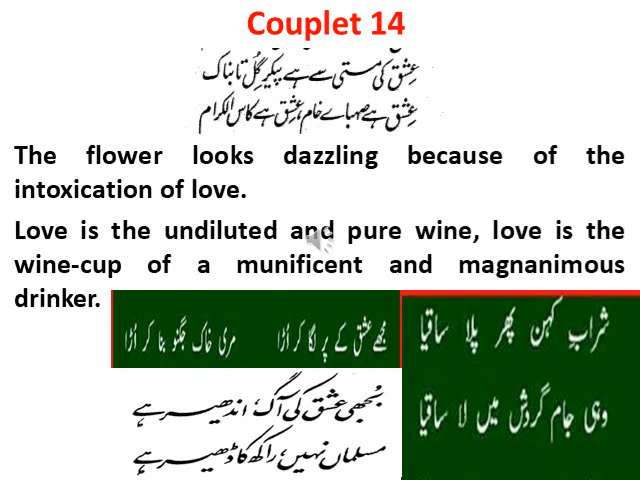 Couplet 14
عشق کی مستی سے ہے پیکرِ گل تابناک
عشق ہے صہبائے خام، عشق ہے کاس الکرام
The flower looks dazzling because of the
intoxication of love.
Love is the undiluted and pure wine, love is the
wine-cup of a munificent and magnanimous
drinker.
مجھے عشق کے پر لگا کر اڑا مری خاک جگنو بنا کر اڑا
شرابِ کہن پھر پلا ساقیا
وہی جام گردش میں لا ساقیا
بُجھی عشق کی آگ، اندھیر ہے
مسلماں نہیں، راکھ کا ڈھیر ہے